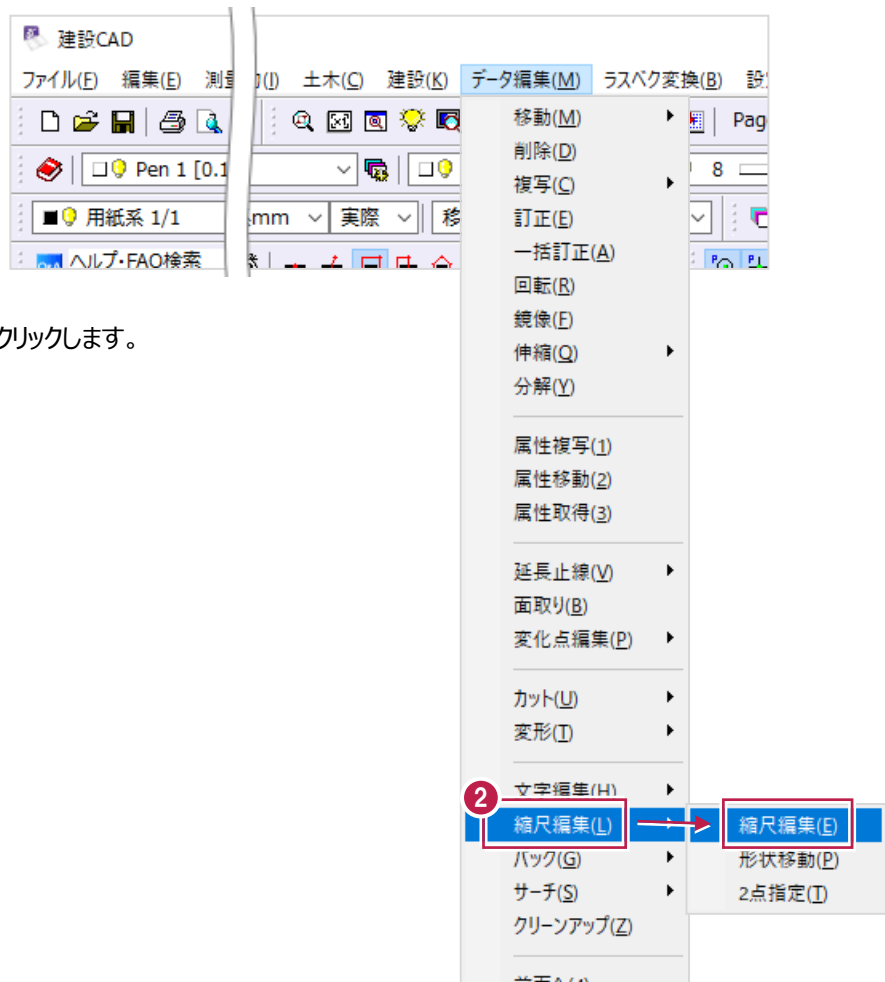 建設CAD
ファイル(F) 編集(E) 測量 (I) 土木(C) 建設(K) データ編集(M) ラスベク変換(B) 設
Pag
Pen 1 [0.1 8
用紙系 1/1 mm 実際 移
ヘルプ・FAQ検索
クリックします。
移動(M)
削除(D)
複写(C)
訂正(E)
一括訂正(A)
回転(R)
鏡像(F)
伸縮(Q)
分解(Y)
属性複写(1)
属性移動(2)
属性取得(3)
延長止線(V)
面取り(B)
変化点編集(P)
カット(U)
変形(T)
文字編集(H)
2
縮尺編集(L) 縮尺編集(E)
パック(G) 形状移動(P)
サーチ(S) 2点指定(T)
クリーンアップ(Z)